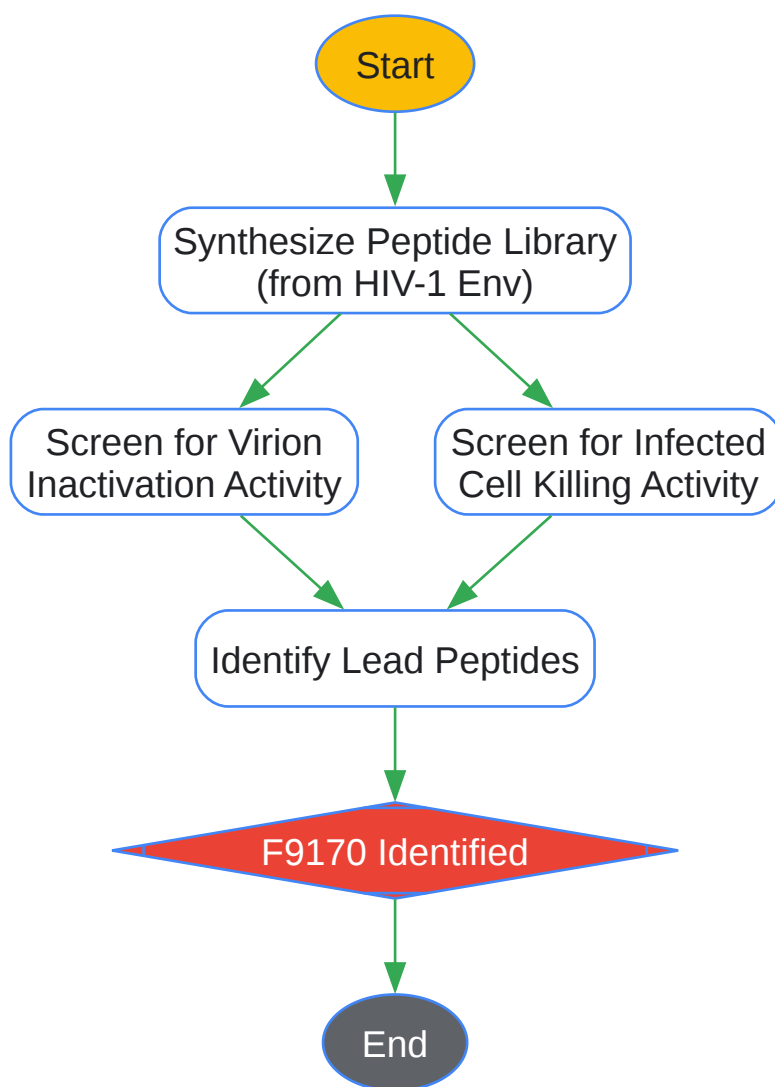 Start
Synthesize Peptide Library
(from HIV-1 Env)
Screen for Virion
Inactivation Activity
Screen for Infected
Cell Killing Activity
Identify Lead Peptides
F9170 Identified
End